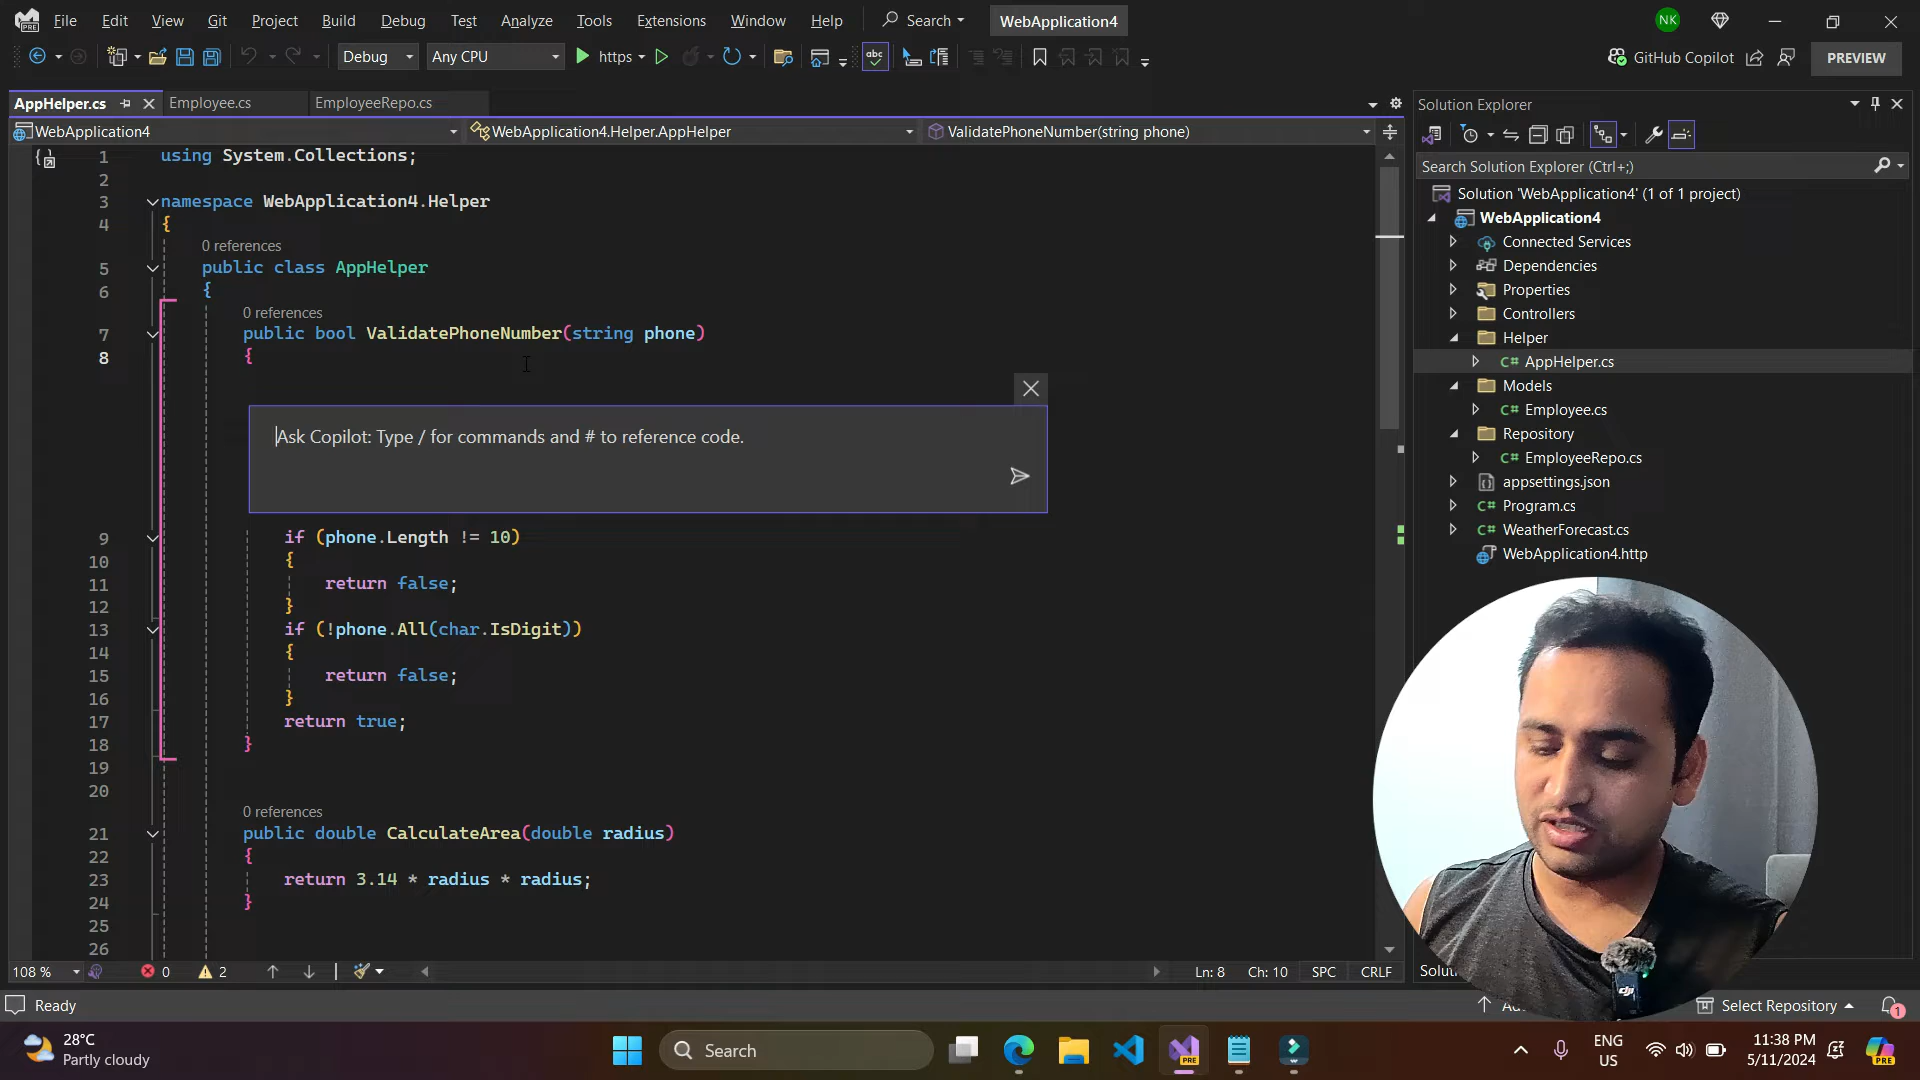 File Edit View Git Project Build Debug Test Analyze Tools Extensions Window Help Search WebApplication4 NK
Debug Any CPU https abc GitHub Copilot PREVIEW
AppHelper.cs Employee.cs EmployeeRepo.cs
WebApplication4 WebApplication4.Helper.AppHelper ValidatePhoneNumber(string phone)
1 using System.Collections;
2
3 namespace WebApplication4.Helper
4 {
0 references
5 public class AppHelper
6 {
0 references
7 public bool ValidatePhoneNumber(string phone)
8 {
Ask Copilot: Type / for commands and # to reference code.
9 if (phone.Length != 10)
10 {
11 return false;
12 }
13 if (!phone.All(char.IsDigit))
14 {
15 return false;
16 }
17 return true;
18 }
19
20
0 references
21 public double CalculateArea(double radius)
22 {
23 return 3.14 * radius * radius;
24 }
25
26
108 % 0 2 Ln: 8 Ch: 10 SPC CRLF
Solution Explorer
Search Solution Explorer (Ctrl+;)
Solution 'WebApplication4' (1 of 1 project)
WebApplication4
Connected Services
Dependencies
Properties
Controllers
Helper
C# AppHelper.cs
Models
C# Employee.cs
Repository
C# EmployeeRepo.cs
appsettings.json
C# Program.cs
C# WeatherForecast.cs
WebApplication4.http
Ready Select Repository 1
28°C
Partly cloudy
Search
PRE
ENG
US
11:38 PM
5/11/2024
PRE